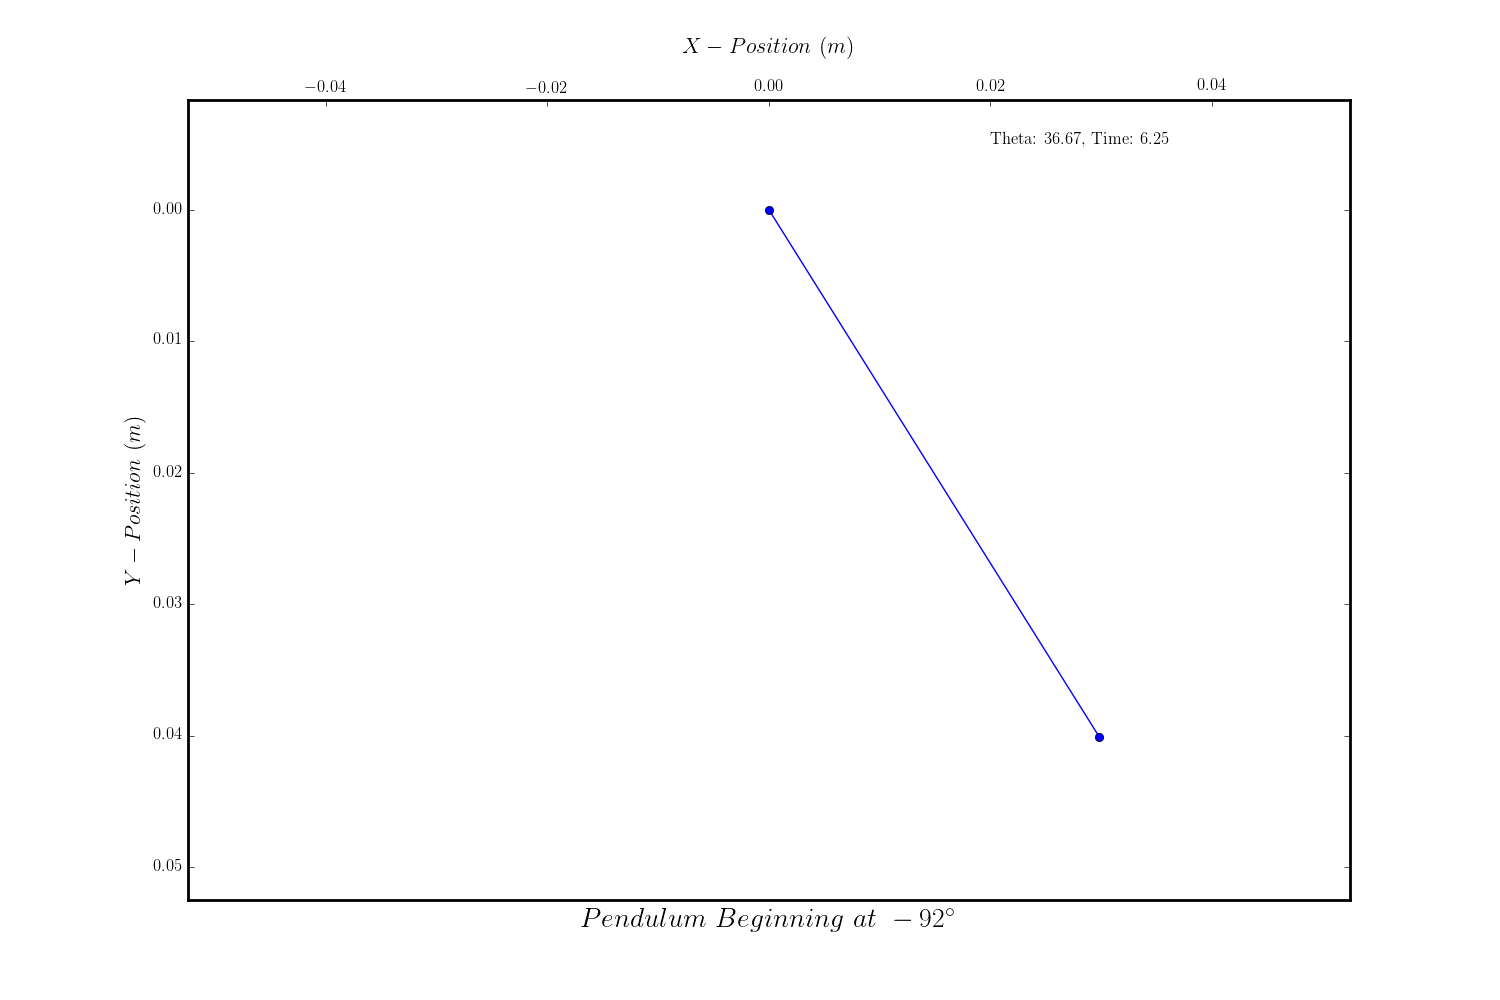 X − Position (m)
−0.04 −0.02 0.00 0.02 0.04
Theta: 36.67, Time: 6.25
0.00
0.01
0.02
0.03
0.04
0.05
Y − Position (m)
Pendulum Beginning at − 92°